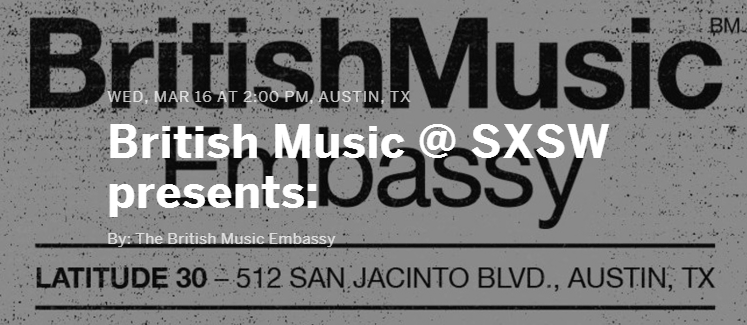 BritishMusic
BM
WED, MAR 16 AT 2:00 PM, AUSTIN, TX
British Music @ SXSW
Embassy
presents:
By: The British Music Embassy
LATITUDE 30 – 512 SAN JACINTO BLVD., AUSTIN, TX